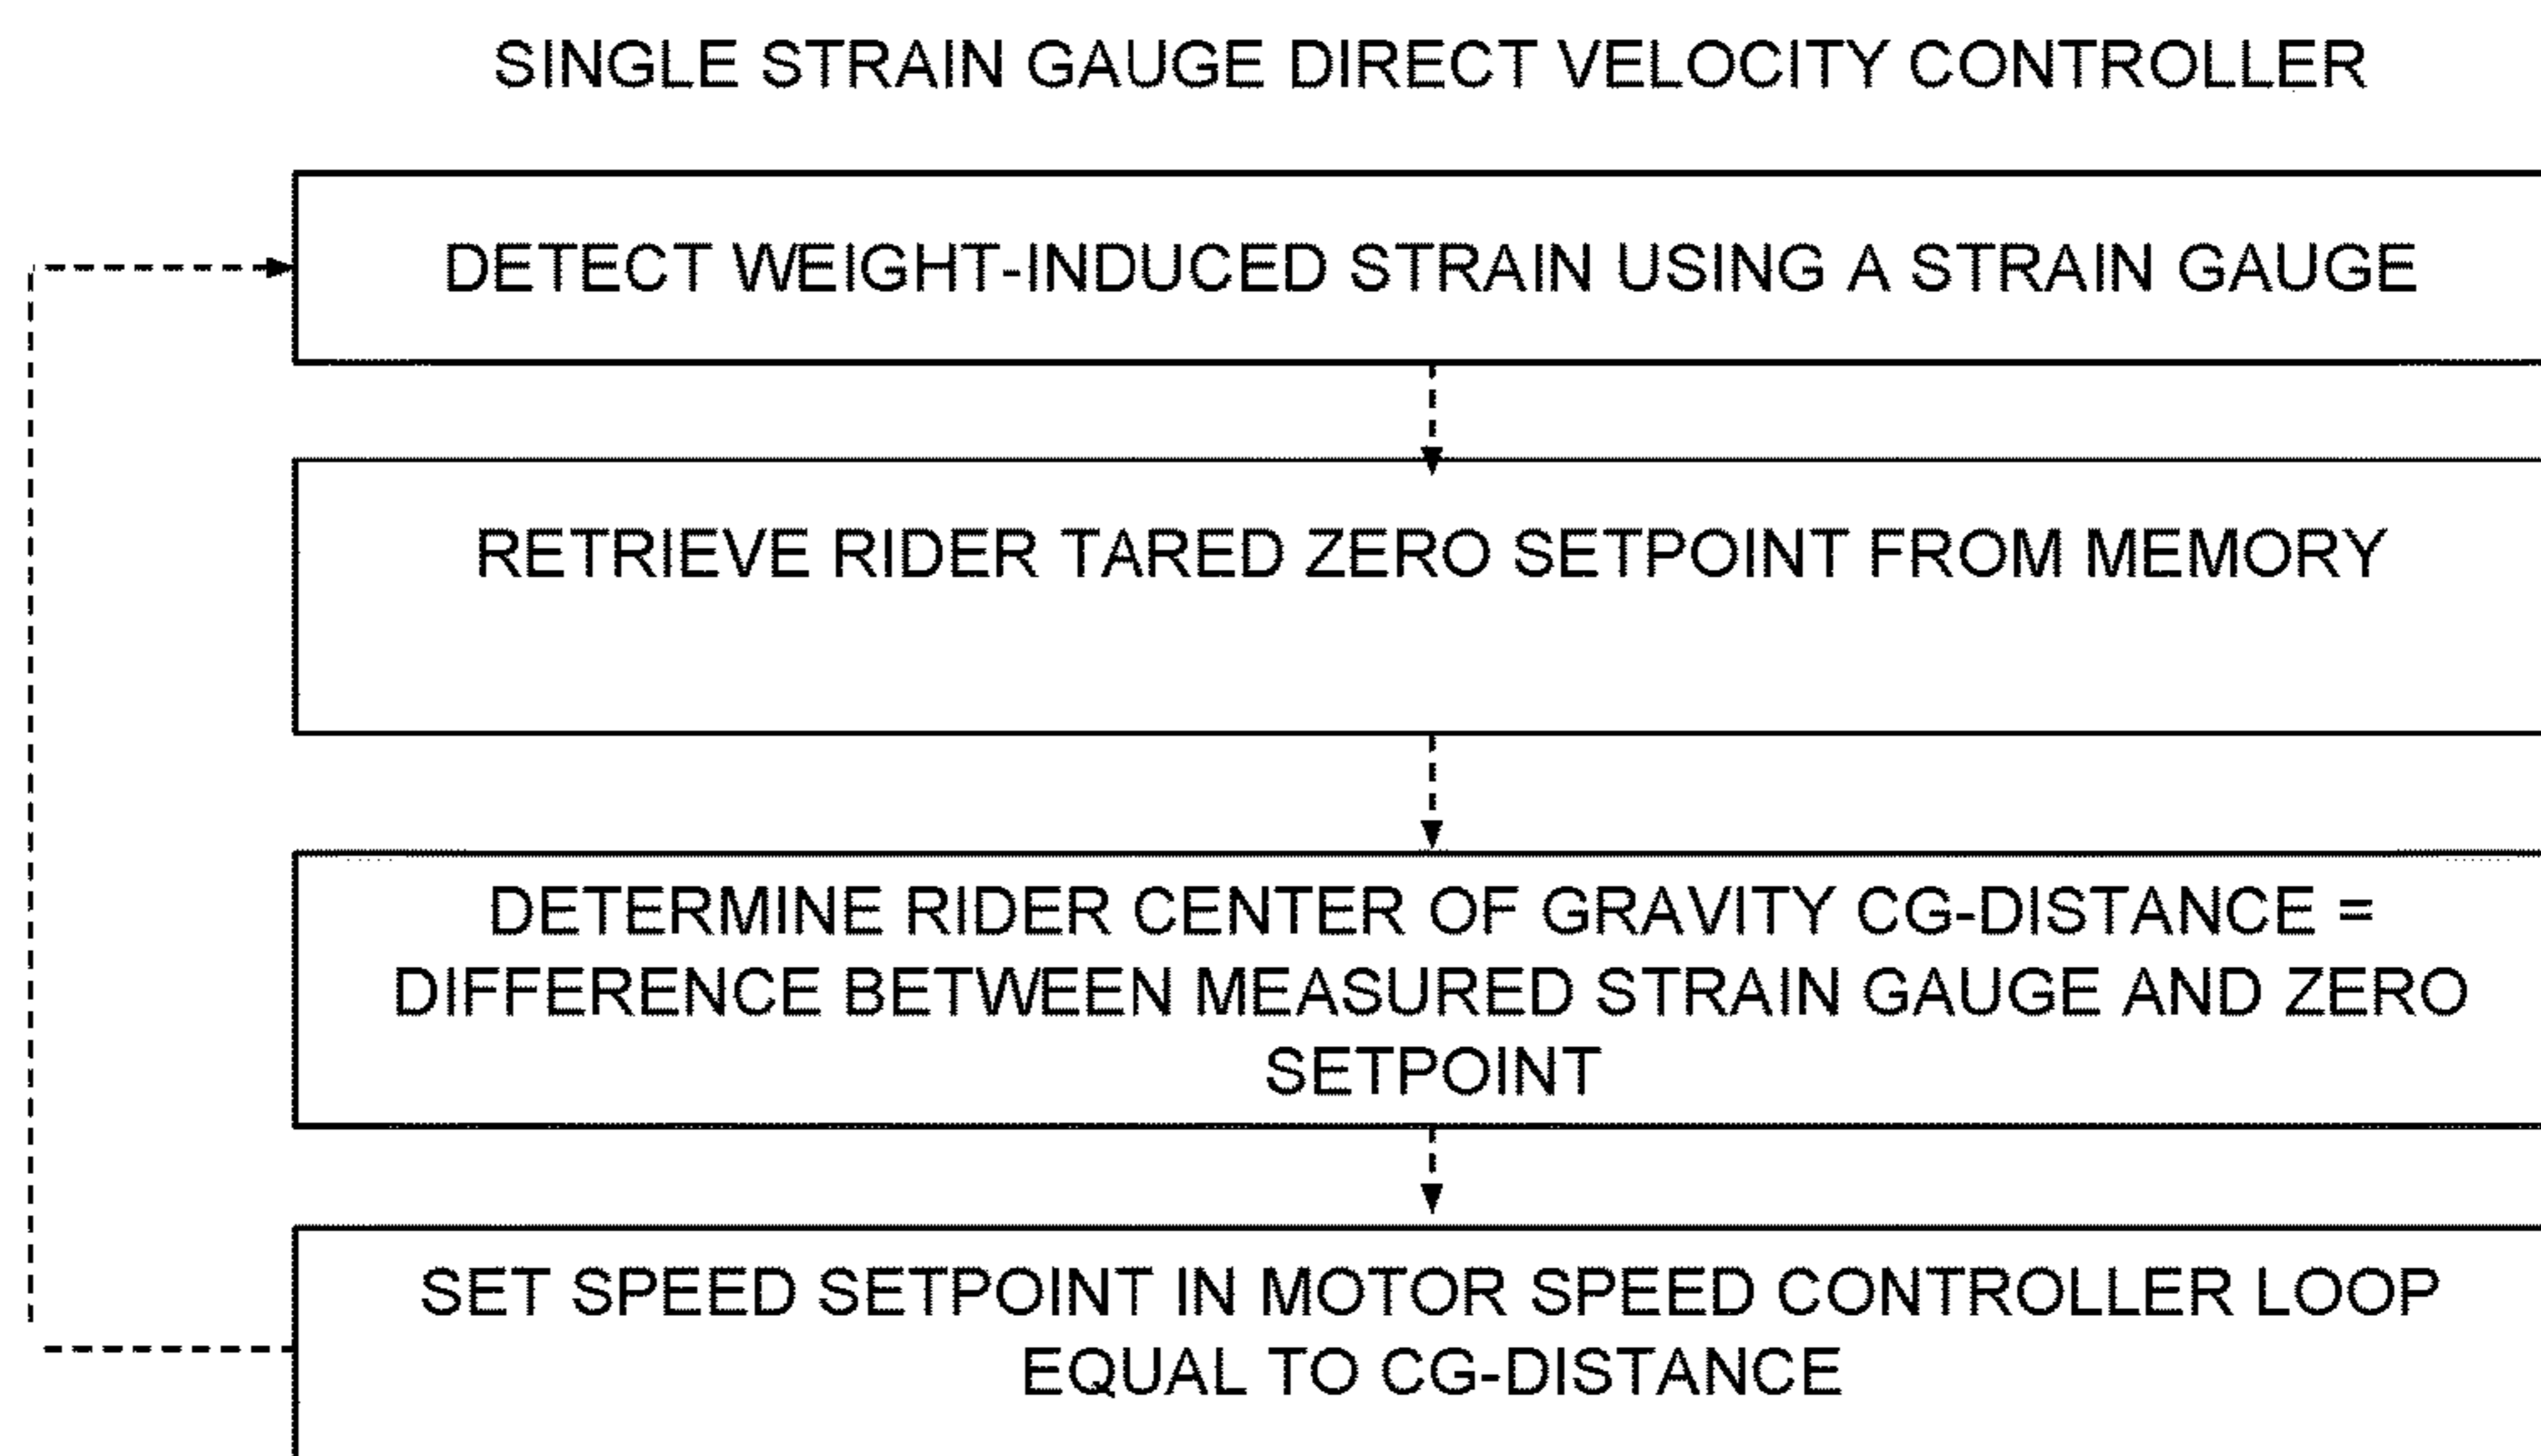 SINGLE STRAIN GAUGE DIRECT VELOCITY CONTROLLER
DETECT WEIGHT-INDUCED STRAIN USING A STRAIN GAUGE
RETRIEVE RIDER TARED ZERO SETPOINT FROM MEMORY
DETERMINE RIDER CENTER OF GRAVITY CG-DISTANCE =
DIFFERENCE BETWEEN MEASURED STRAIN GAUGE AND ZERO
SETPOINT
SET SPEED SETPOINT IN MOTOR SPEED CONTROLLER LOOP
EQUAL TO CG-DISTANCE